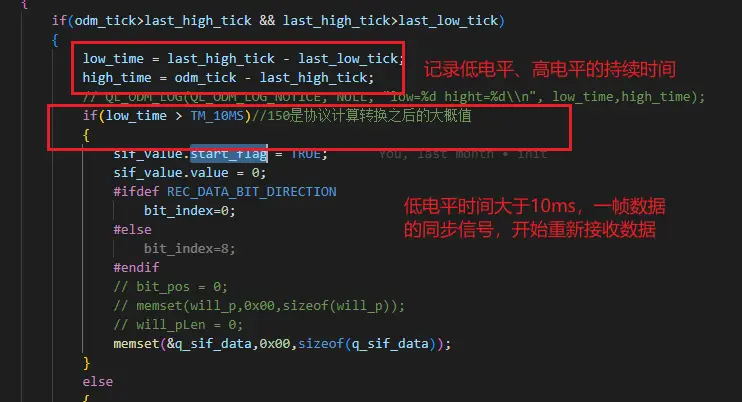 {
if(odm_tick>last_high_tick && last_high_tick>last_low_tick)
{
low_time = last_high_tick - last_low_tick;
high_time = odm_tick - last_high_tick;
记录低电平、高电平的持续时间
// QL_ODM_LOG(QL_ODM_LOG_NOTICE, NULL, "low=%d hight=%d\\n", low_time,high_time);
if(low_time > TM_10MS)//150是协议计算转换之后的大概值
{
sif_value.start_flag = TRUE; You, last month • init
sif_value.value = 0;
#ifdef REC_DATA_BIT_DIRECTION
bit_index=0;
#else
bit_index=8;
#endif
低电平时间大于10ms，一帧数据
的同步信号，开始重新接收数据
// bit_pos = 0;
// memset(will_p,0x00,sizeof(will_p));
// will_pLen = 0;
memset(&q_sif_data,0x00,sizeof(q_sif_data));
}
else
{